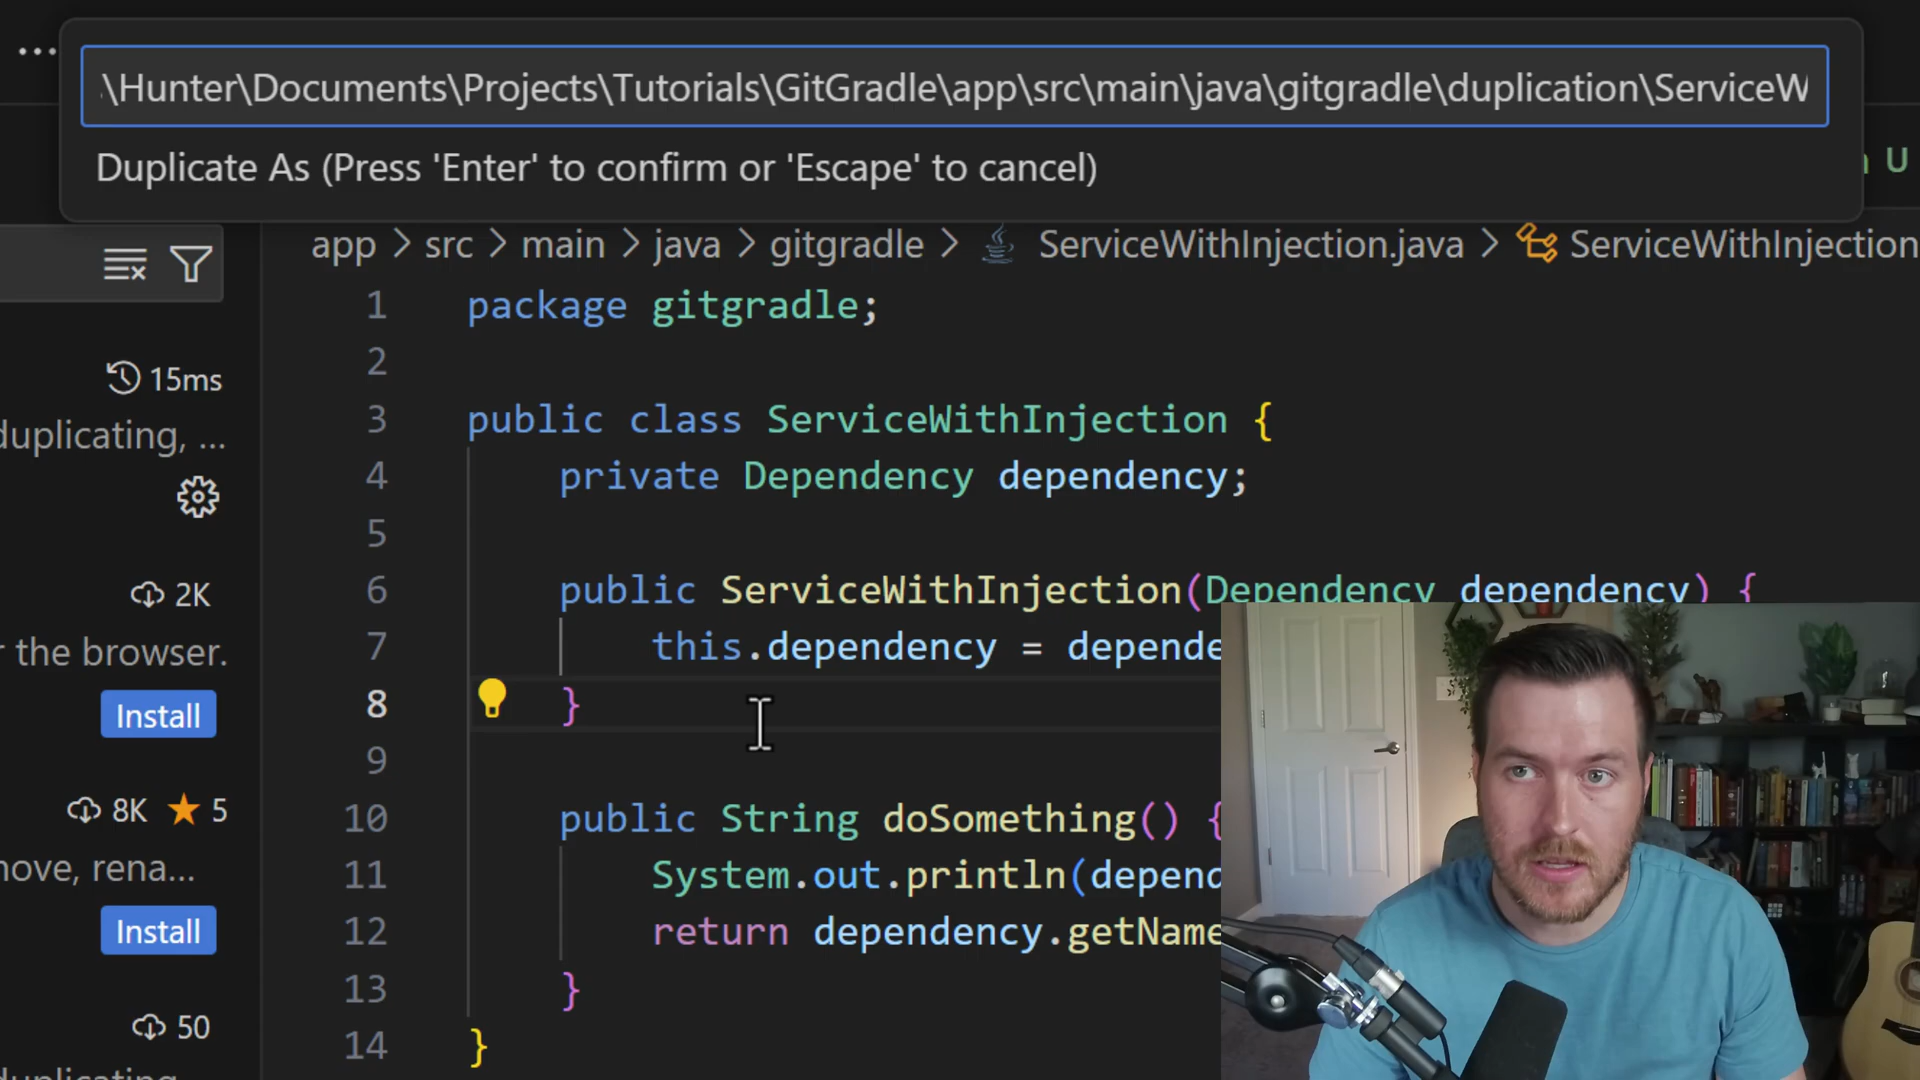 \Hunter\Documents\Projects\Tutorials\GitGradle\app\src\main\java\gitgradle\duplication\ServiceW
Duplicate As (Press 'Enter' to confirm or 'Escape' to cancel)
U
app > src > main > java > gitgradle > ServiceWithInjection.java > ServiceWithInjection
1 package gitgradle;
2
3 public class ServiceWithInjection {
4 private Dependency dependency;
5
6 public ServiceWithInjection(Dependency dependency) {
7 this.dependency =
8 }
9
10 public String doSomething() {
11 System.out.println(
12 return dependency.getName
13 }
14 }
15ms
duplicating, ...
2K
the browser.
Install
8K ★ 5
rena...
Install
50